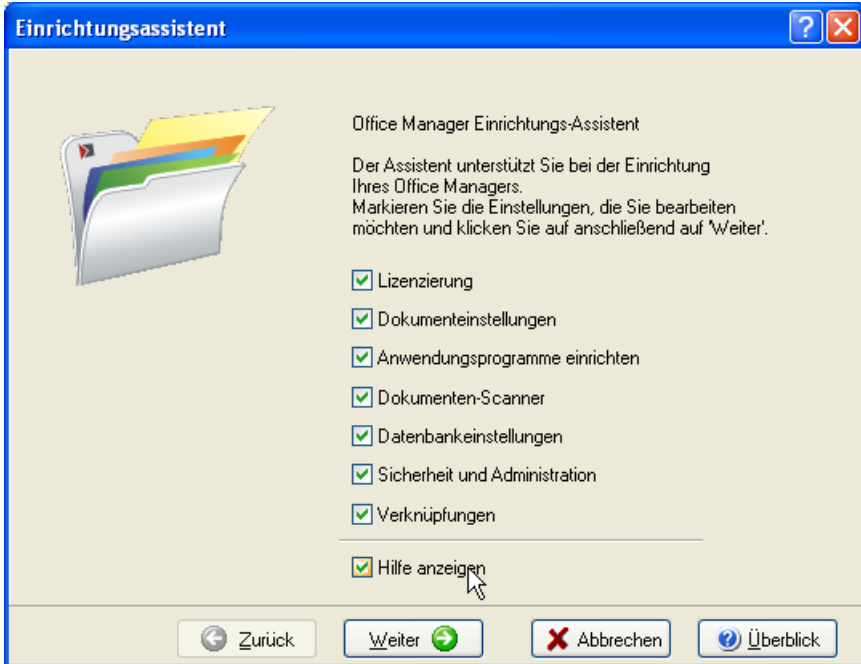 Einrichtungsassistent
Office Manager Einrichtungs-Assistent
Der Assistent unterstützt Sie bei der Einrichtung
Ihres Office Managers.
Markieren Sie die Einstellungen, die Sie bearbeiten
möchten und klicken Sie auf anschließend auf 'Weiter'.
Lizenzierung
Dokumenteinstellungen
Anwendungsprogramme einrichten
Dokumenten-Scanner
Datenbankeinstellungen
Sicherheit und Administration
Verknüpfungen
Hilfe anzeigen
Zurück Weiter Abbrechen Überblick